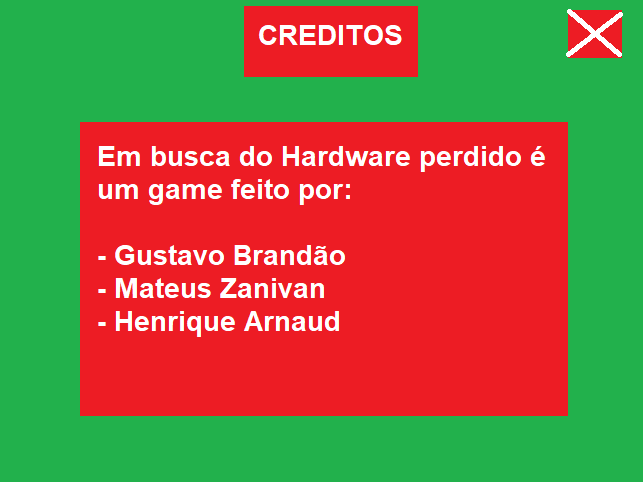 CREDITOS
Em busca do Hardware perdido é
um game feito por:
- Gustavo Brandão
- Mateus Zanivan
- Henrique Arnaud